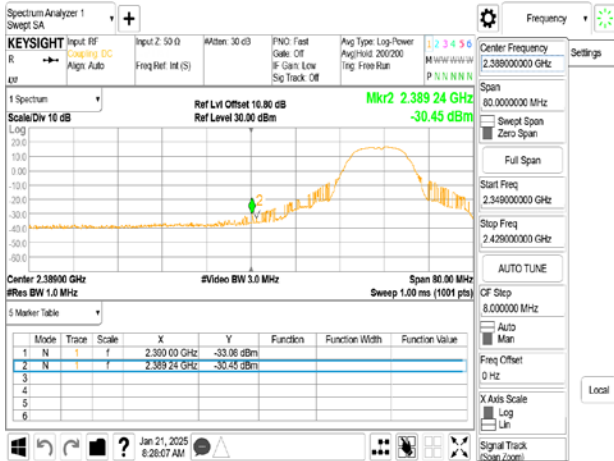 Spectrum Analyzer 1
Swept SA
Frequency
Settings
KEYSIGHT
R
Input: RF
Coupling: DC
Align: Auto
Input Z: 50 Ω
Freq Ref: Int (S)
#Atten: 30 dB
PNO: Fast
Gate: Off
IF Gain: Low
Sig Track: Off
Avg Type: Log-Power
Avg|Hold: 200/200
Trig: Free Run
1 2 3 4 5 6
M W W W W W
P N N N N N
1 Spectrum
Scale/Div 10 dB
Ref Lvl Offset 10.80 dB
Ref Level 30.00 dBm
Mkr2 2.389 24 GHz
-30.45 dBm
Log
20.0
10.0
0.00
-10.0
-20.0
-30.0
-40.0
-50.0
-60.0
2
Center 2.38900 GHz
#Res BW 1.0 MHz
#Video BW 3.0 MHz
Span 80.00 MHz
Sweep 1.00 ms (1001 pts)
5 Marker Table
Mode Trace Scale X Y Function Function Width Function Value
1 N 1 f 2.390 00 GHz -33.06 dBm
2 N 1 f 2.389 24 GHz -30.45 dBm
3
4
5
6
Jan 21, 2025
8:28:07 AM
Center Frequency
2.389000000 GHz
Span
80.0000000 MHz
Swept Span
Zero Span
Full Span
Start Freq
2.349000000 GHz
Stop Freq
2.429000000 GHz
AUTO TUNE
CF Step
8.000000 MHz
Auto
Man
Freq Offset
0 Hz
X Axis Scale
Log
Lin
Signal Track
(Span Zoom)
Local